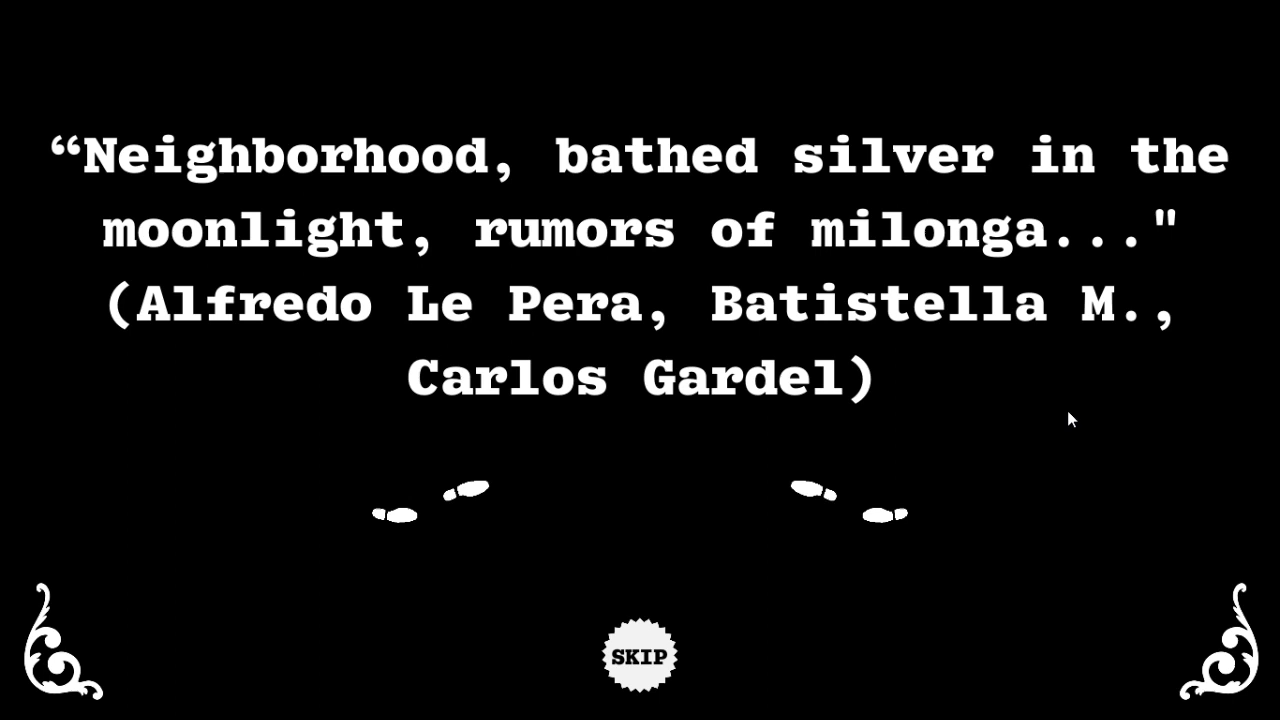 “Neighborhood, bathed silver in the
moonlight, rumors of milonga..."
(Alfredo Le Pera, Batistella M.,
Carlos Gardel)
SKIP